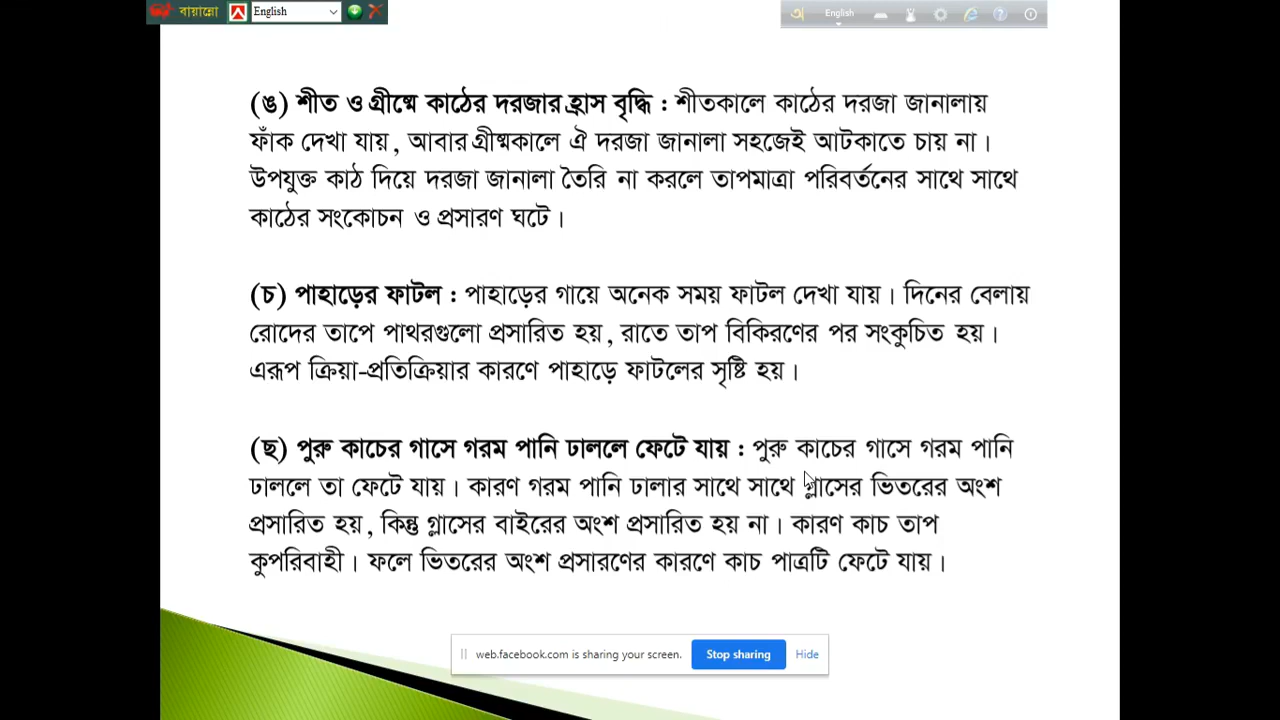 বায়ান্নো English
English
(ঙ) শীত ও গ্রীষ্মে কাঠের দরজার হ্রাস বৃদ্ধি : শীতকালে কাঠের দরজা জানালায়
ফাঁক দেখা যায়, আবার গ্রীষ্মকালে ঐ দরজা জানালা সহজেই আটকাতে চায় না।
উপযুক্ত কাঠ দিয়ে দরজা জানালা তৈরি না করলে তাপমাত্রা পরিবর্তনের সাথে সাথে
কাঠের সংকোচন ও প্রসারণ ঘটে।
(চ) পাহাড়ের ফাটল : পাহাড়ের গায়ে অনেক সময় ফাটল দেখা যায়। দিনের বেলায়
রোদের তাপে পাথরগুলো প্রসারিত হয়, রাতে তাপ বিকিরণের পর সংকুচিত হয়।
এরূপ ক্রিয়া-প্রতিক্রিয়ার কারণে পাহাড়ে ফাটলের সৃষ্টি হয়।
(ছ) পুরু কাচের গাসে গরম পানি ঢাললে ফেটে যায় : পুরু কাচের গাসে গরম পানি
ঢাললে তা ফেটে যায়। কারণ গরম পানি ঢালার সাথে সাথে গ্লাসের ভিতরের অংশ
প্রসারিত হয়, কিন্তু গ্লাসের বাইরের অংশ প্রসারিত হয় না। কারণ কাচ তাপ
কুপরিবাহী। ফলে ভিতরের অংশ প্রসারণের কারণে কাচ পাত্রটি ফেটে যায়।
web.facebook.com is sharing your screen. Stop sharing Hide